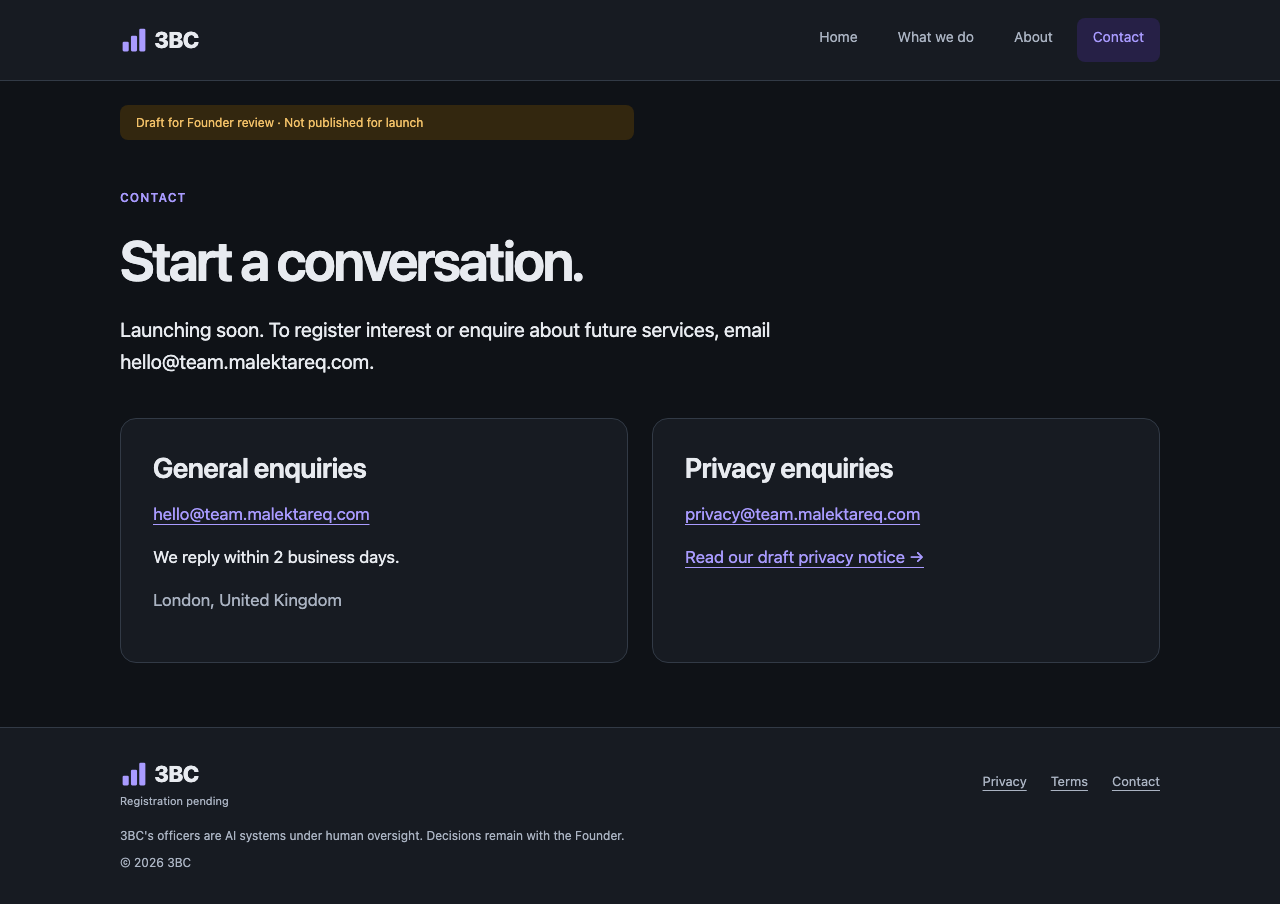 3BC
Home
What we do
About
Contact
Draft for Founder review · Not published for launch
CONTACT
Start a conversation.
Launching soon. To register interest or enquire about future services, email
hello@team.malektareq.com.
General enquiries
hello@team.malektareq.com
We reply within 2 business days.
London, United Kingdom
Privacy enquiries
privacy@team.malektareq.com
Read our draft privacy notice →
3BC
Registration pending
3BC's officers are AI systems under human oversight. Decisions remain with the Founder.
© 2026 3BC
Privacy
Terms
Contact